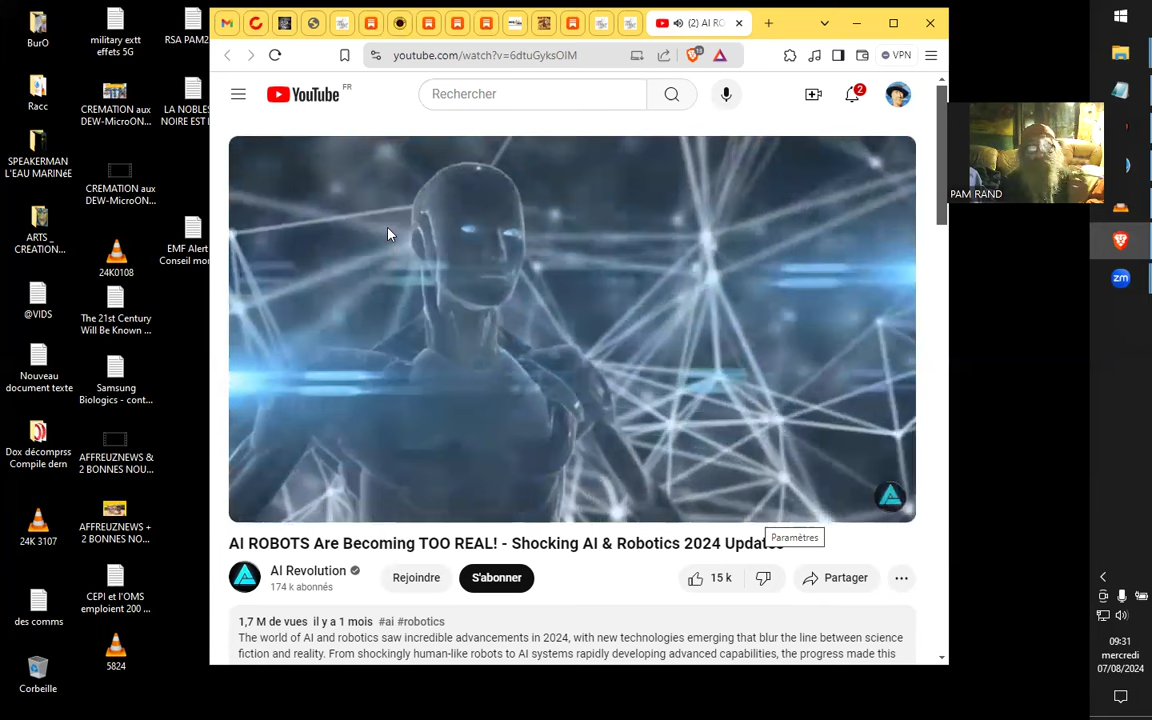 BurO
Racc
SPEAKERMAN
L'EAU MARINéE
ARTS _
CREATION...
@VIDS
Nouveau
document texte
Dox décomprss
Compile dern
24K 3107
des comms
Corbeille
military extt
effets 5G
CREMATION aux
DEW-MicroON...
CREMATION aux
DEW-MicroON...
24K0108
The 21st Century
Will Be Known ...
Samsung
Biologics - cont...
AFFREUZNEWS &
2 BONNES NOU...
AFFREUZNEWS +
2 BONNES NO...
CEPI et l'OMS
emploient 200 ...
5824
RSA PAM2
LA NOBLES
NOIRE EST
EMF Alert
Conseil mor
(2) AI RO
youtube.com/watch?v=6dtuGyksOIM
VPN
YouTube FR
Rechercher
2
PAM RAND
AI ROBOTS Are Becoming TOO REAL! - Shocking AI & Robotics 2024 Updates
Paramètres
AI Revolution
174 k abonnés
Rejoindre
S'abonner
15 k
Partager
1,7 M de vues il y a 1 mois #ai #robotics
The world of AI and robotics saw incredible advancements in 2024, with new technologies emerging that blur the line between science
fiction and reality. From shockingly human-like robots to AI systems rapidly developing advanced capabilities, the progress made this
zm
09:31
mercredi
07/08/2024